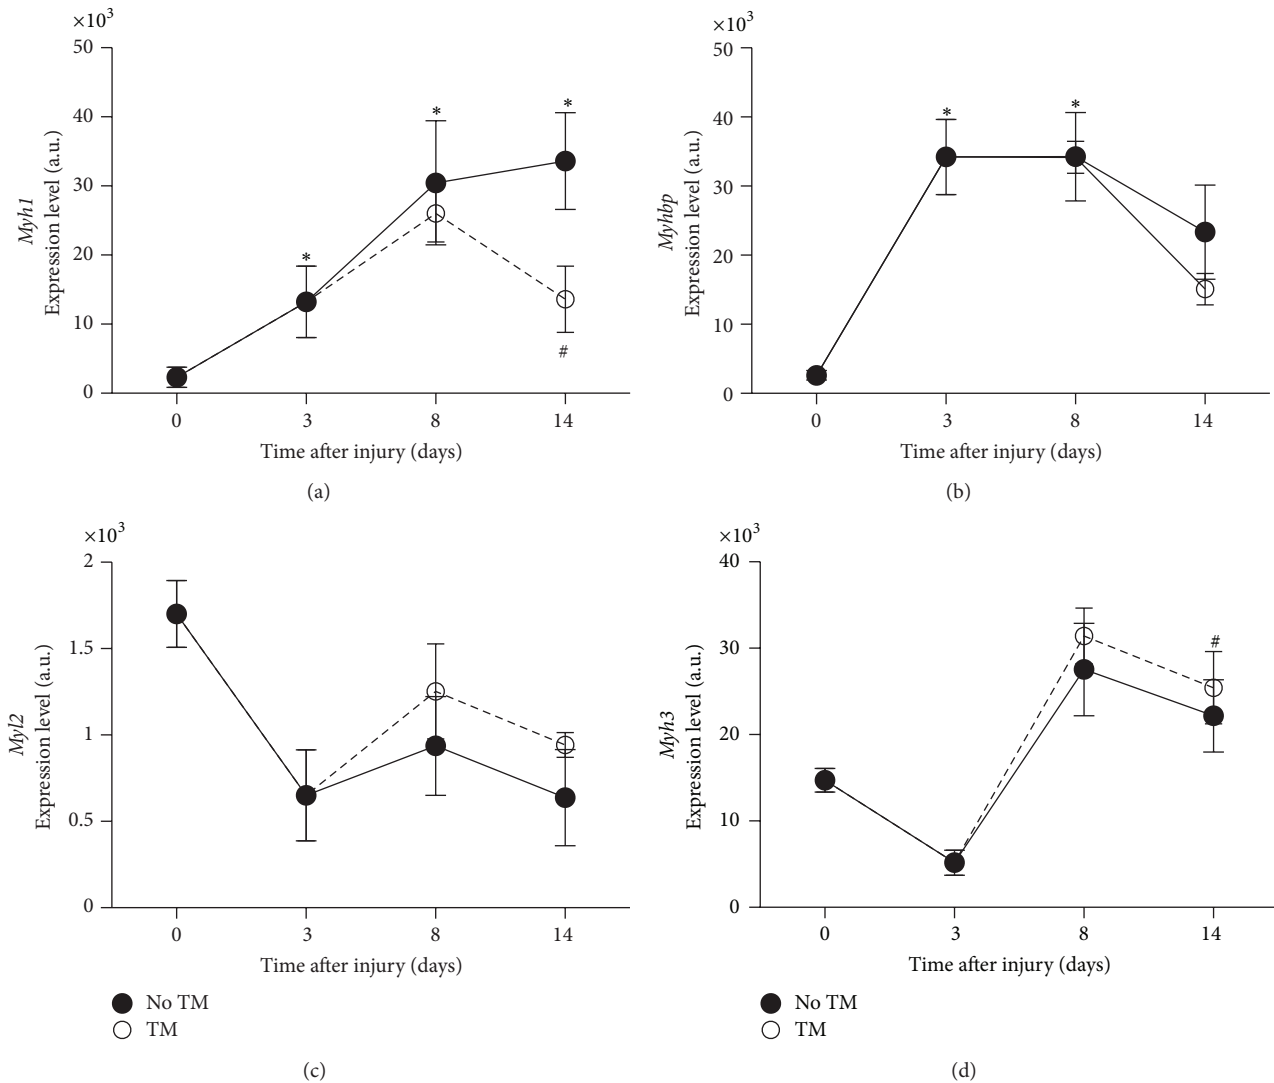 ×10³
50
40
30
20
10
0
Myh1
Expression level (a.u.)
*
*
*
#
0 3 8 14
Time after injury (days)
(a)
×10³
50
40
30
20
10
0
Myhbp
Expression level (a.u.)
*
*
0 3 8 14
Time after injury (days)
(b)
×10³
2
1.5
1
0.5
0
Myl2
Expression level (a.u.)
0 3 8 14
Time after injury (days)
No TM
TM
(c)
×10³
40
30
20
10
0
Myh3
Expression level (a.u.)
#
0 3 8 14
Time after injury (days)
No TM
TM
(d)